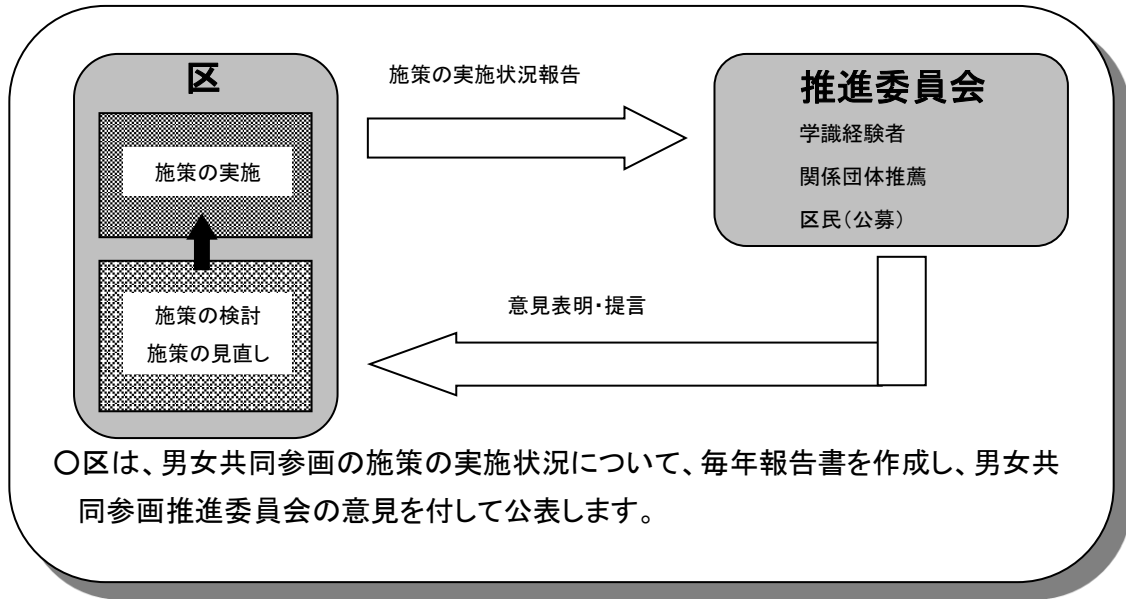 区
施策の実施
施策の検討
施策の見直し
施策の実施状況報告
推進委員会
学識経験者
関係団体推薦
区民(公募)
意見表明・提言
○区は、男女共同参画の施策の実施状況について、毎年報告書を作成し、男女共
同参画推進委員会の意見を付して公表します。